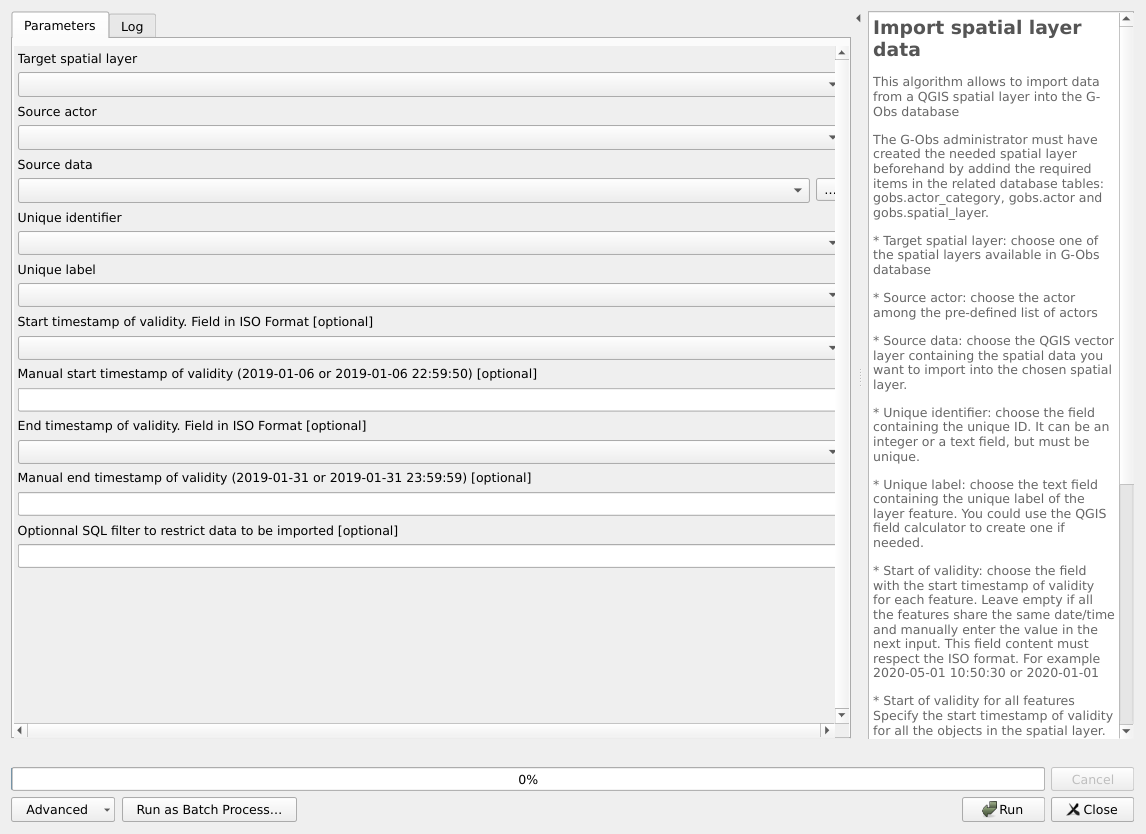 Parameters
Log
Target spatial layer
Source actor
Source data
...
Unique identifier
Unique label
Start timestamp of validity. Field in ISO Format [optional]
Manual start timestamp of validity (2019-01-06 or 2019-01-06 22:59:50) [optional]
End timestamp of validity. Field in ISO Format [optional]
Manual end timestamp of validity (2019-01-31 or 2019-01-31 23:59:59) [optional]
Optionnal SQL filter to restrict data to be imported [optional]
Import spatial layer
data
This algorithm allows to import data
from a QGIS spatial layer into the G-
Obs database
The G-Obs administrator must have
created the needed spatial layer
beforehand by addind the required
items in the related database tables:
gobs.actor_category, gobs.actor and
gobs.spatial_layer.
* Target spatial layer: choose one of
the spatial layers available in G-Obs
database
* Source actor: choose the actor
among the pre-defined list of actors
* Source data: choose the QGIS vector
layer containing the spatial data you
want to import into the chosen spatial
layer.
* Unique identifier: choose the field
containing the unique ID. It can be an
integer or a text field, but must be
unique.
* Unique label: choose the text field
containing the unique label of the
layer feature. You could use the QGIS
field calculator to create one if
needed.
* Start of validity: choose the field
with the start timestamp of validity
for each feature. Leave empty if all
the features share the same date/time
and manually enter the value in the
next input. This field content must
respect the ISO format. For example
2020-05-01 10:50:30 or 2020-01-01
* Start of validity for all features
Specify the start timestamp of validity
for all the objects in the spatial layer.
0%
Cancel
Advanced
Run as Batch Process...
Run
Close